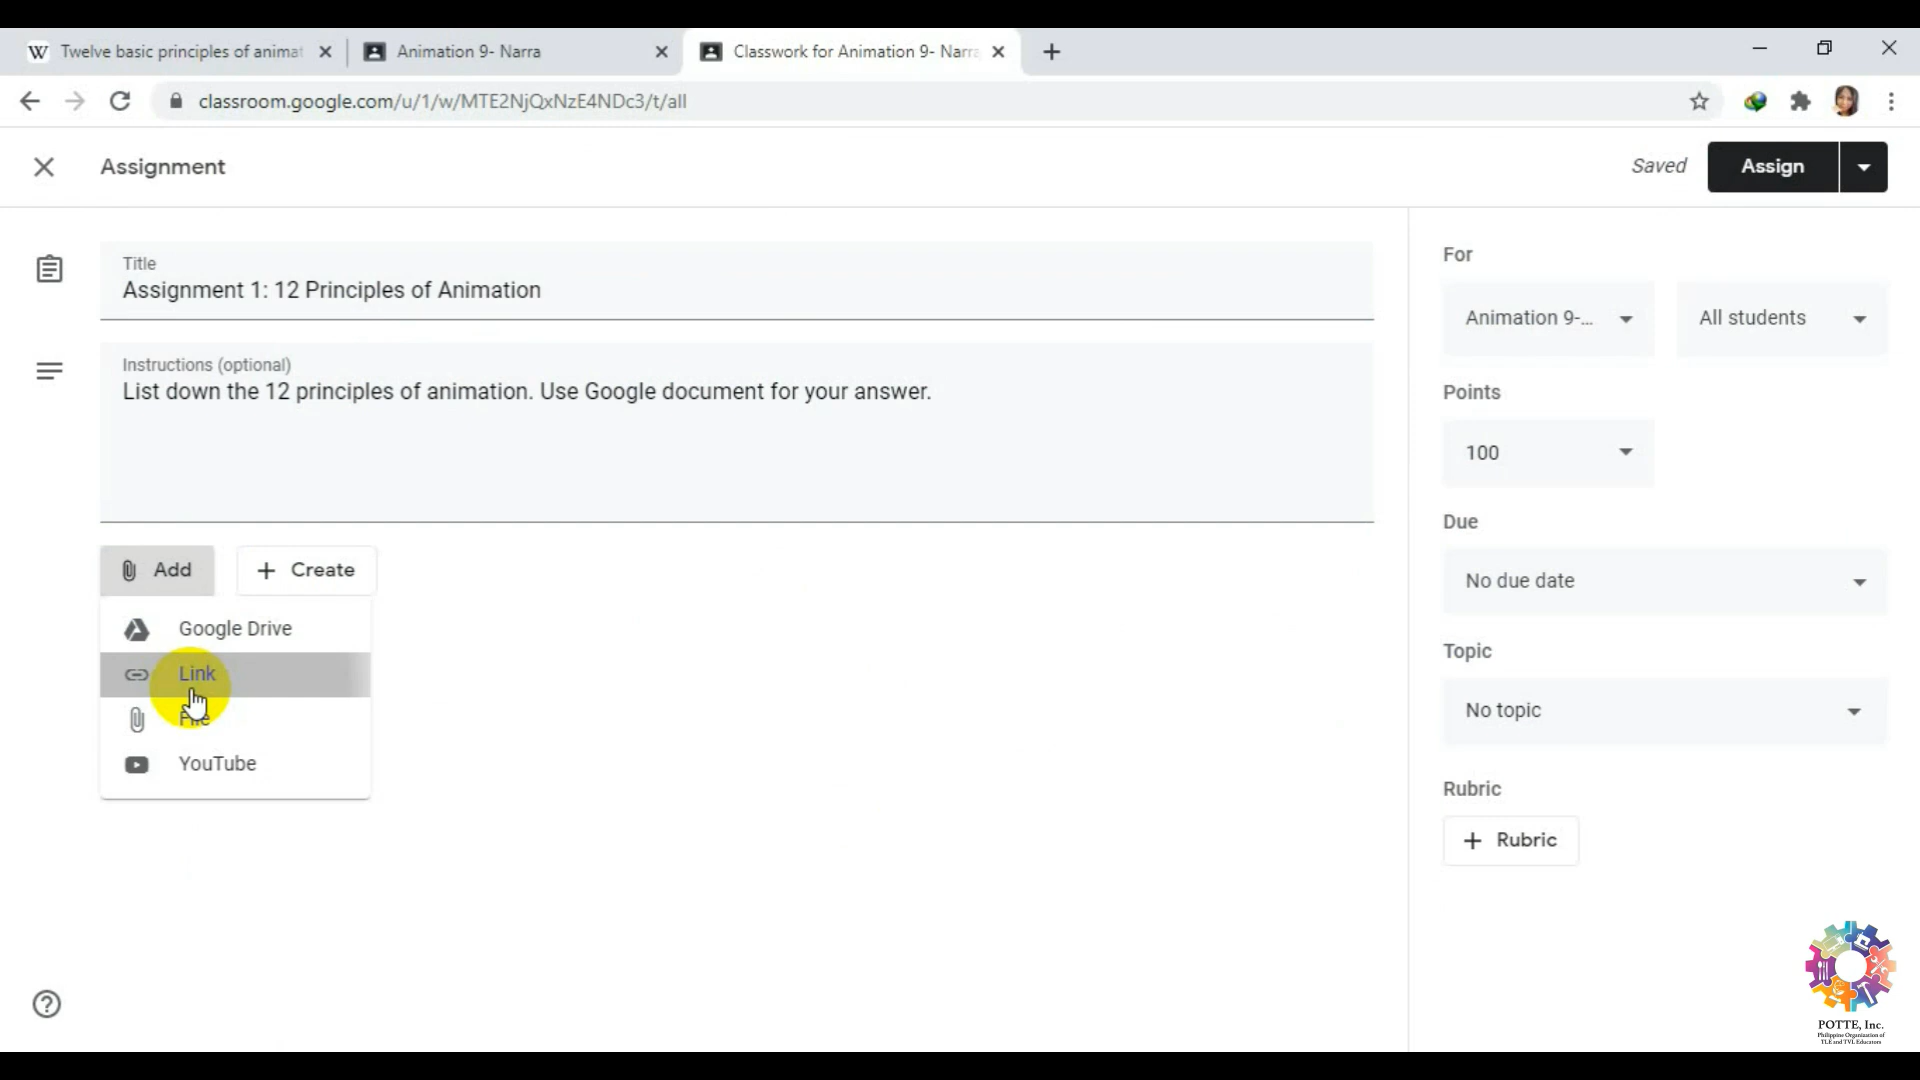 Twelve basic principles of animat
Animation 9- Narra
Classwork for Animation 9- Narra
classroom.google.com/u/1/w/MTE2NjQxNzE4NDc3/t/all
Assignment
Saved
Assign
Title
Assignment 1: 12 Principles of Animation
Instructions (optional)
List down the 12 principles of animation. Use Google document for your answer.
Add
Create
Google Drive
Link
File
YouTube
For
Animation 9-...
All students
Points
100
Due
No due date
Topic
No topic
Rubric
Rubric
POTTE, Inc.
Philippine Organization of
TLE and TVL Educators